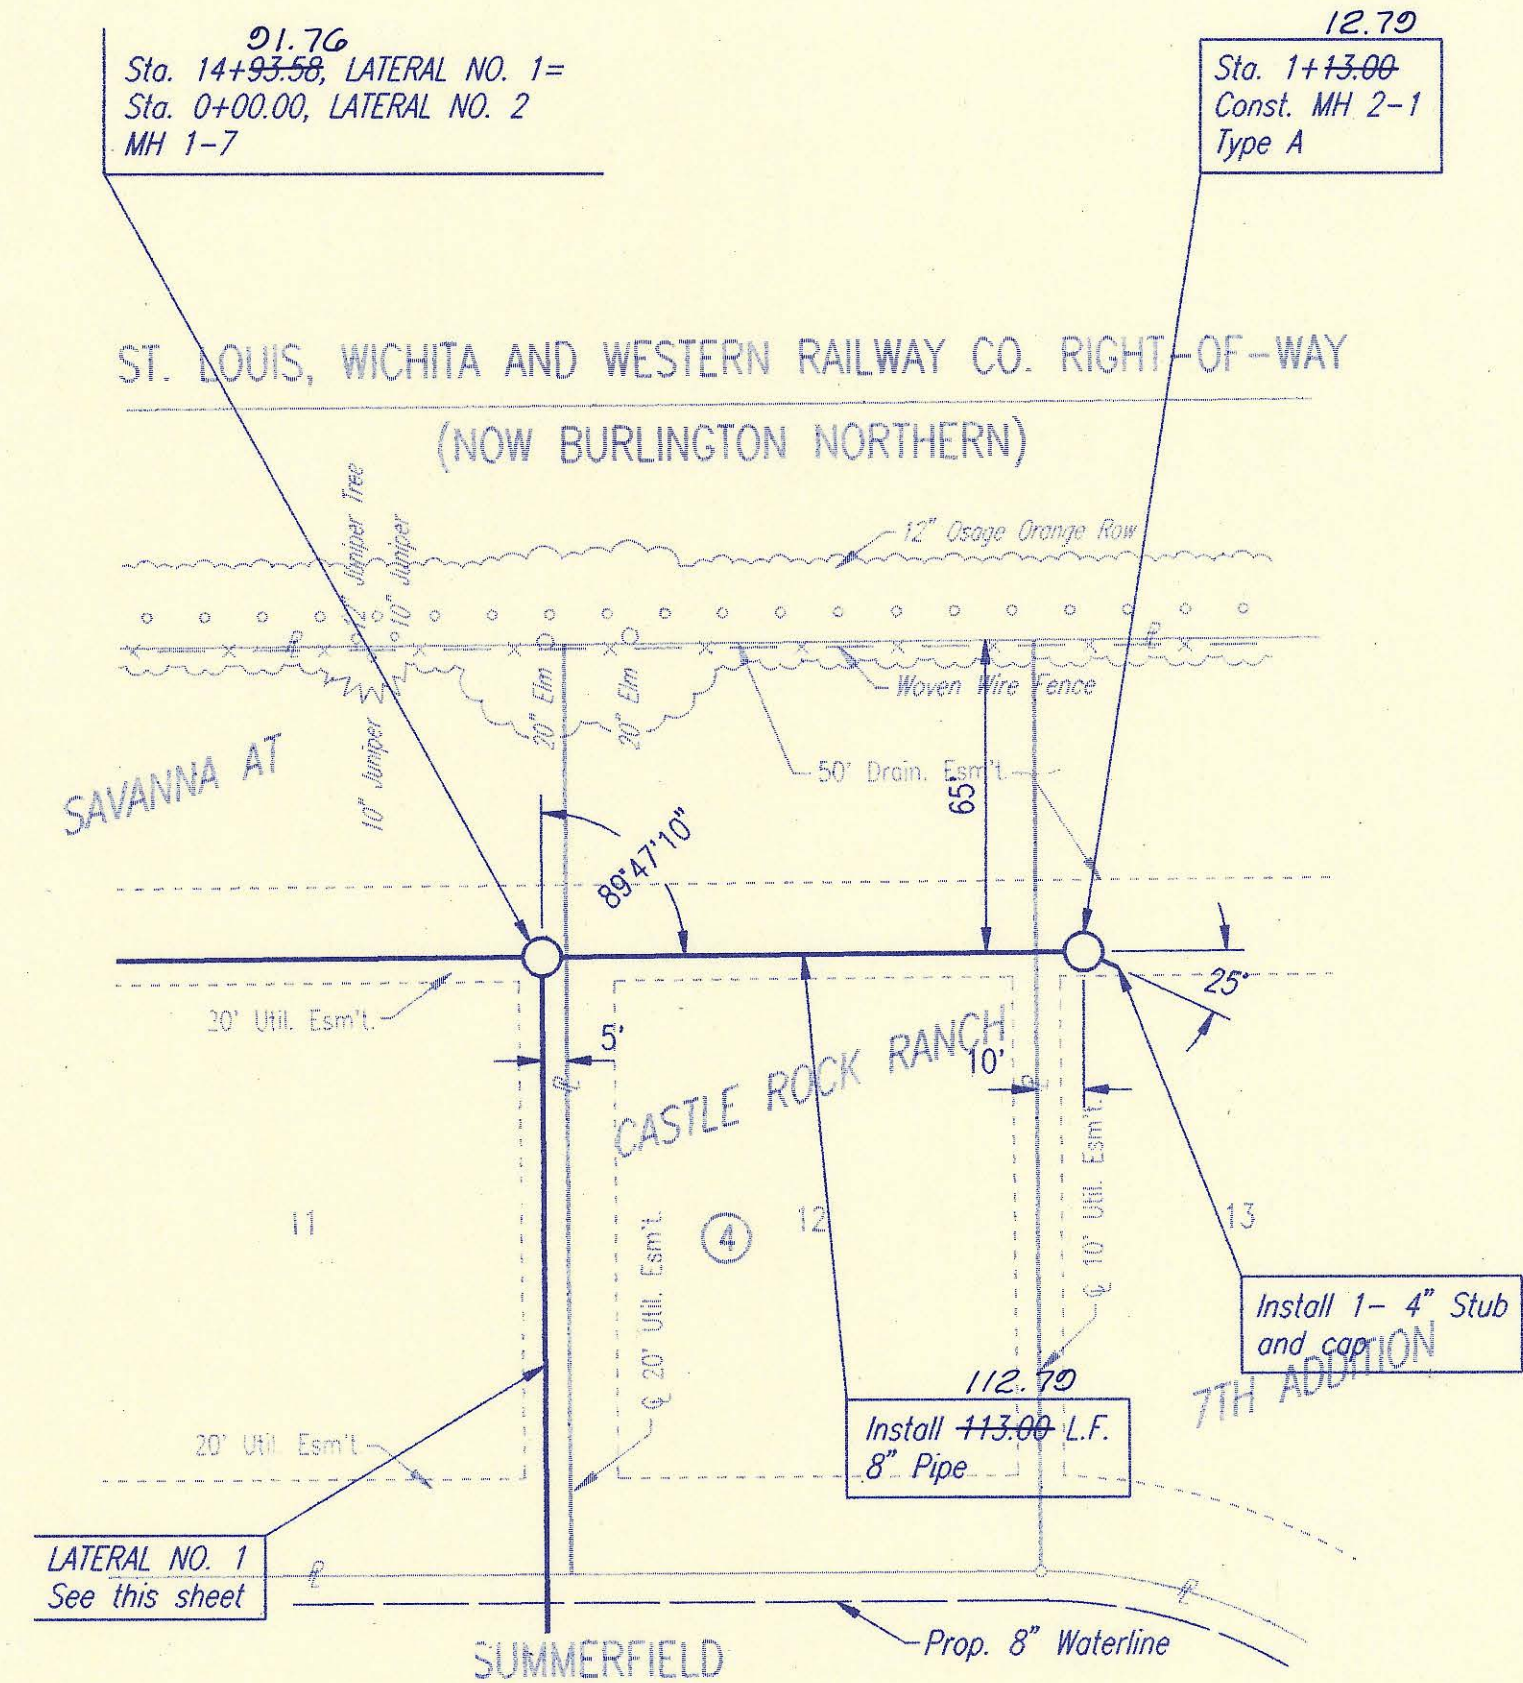 91.76
Sta. 14+93.58, LATERAL NO. 1=
Sta. 0+00.00, LATERAL NO. 2
MH 1-7
12.79
Sta. 1+13.00
Const. MH 2-1
Type A
ST. LOUIS, WICHITA AND WESTERN RAILWAY CO. RIGHT-OF-WAY
(NOW BURLINGTON NORTHERN)
12" Juniper Tree
10" Juniper
12" Osage Orange Row
20" Elm
20" Elm
Woven Wire Fence
10" Juniper
50' Drain. Esm't.
65'
SAVANNA AT
89°47'10"
20' Util. Esm't.
25°
5'
CASTLE ROCK RANCH
10'
11
4
12
13
℄ 20' Util. Esm't.
℄ 10' Util. Esm't.
Install 1- 4" Stub
and cap
7TH ADDITION
112.79
Install 113.00 L.F.
8" Pipe
20' Util. Esm't
LATERAL NO. 1
See this sheet
Prop. 8" Waterline
SUMMERFIELD